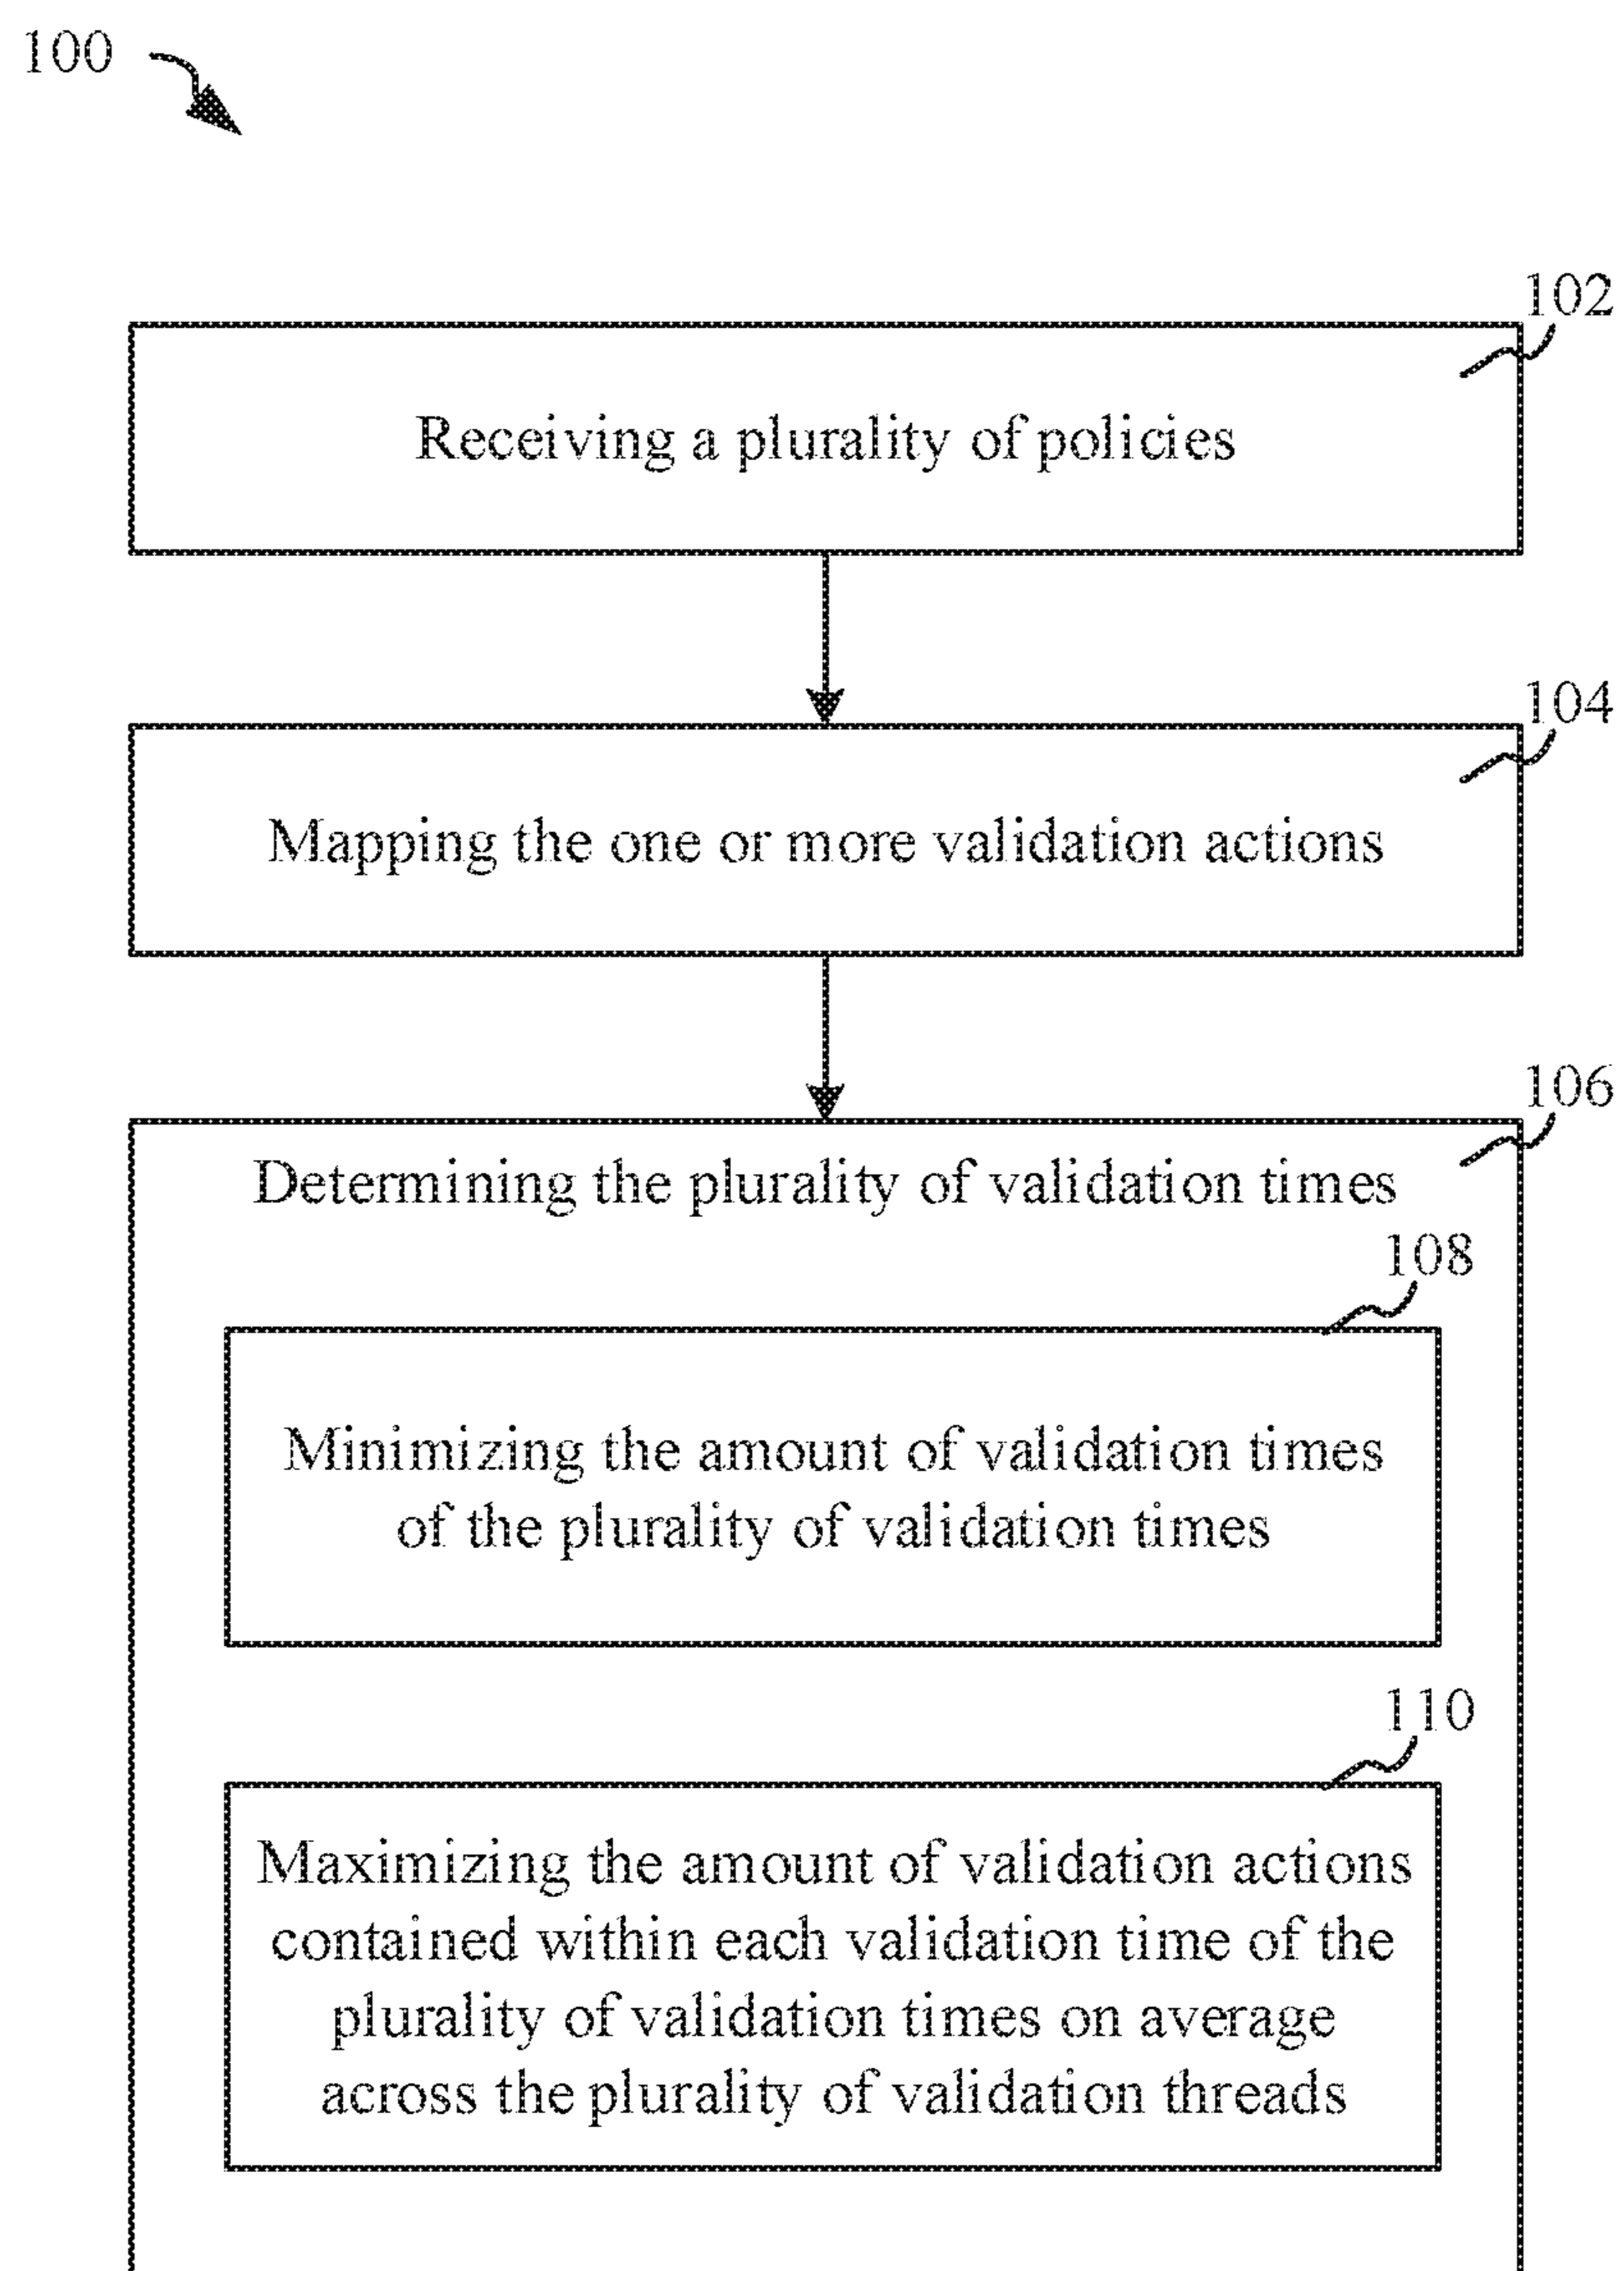 100
102
Receiving a plurality of policies
104
Mapping the one or more validation actions
106
Determining the plurality of validation times
108
Minimizing the amount of validation times
of the plurality of validation times
110
Maximizing the amount of validation actions
contained within each validation time of the
plurality of validation times on average
across the plurality of validation threads